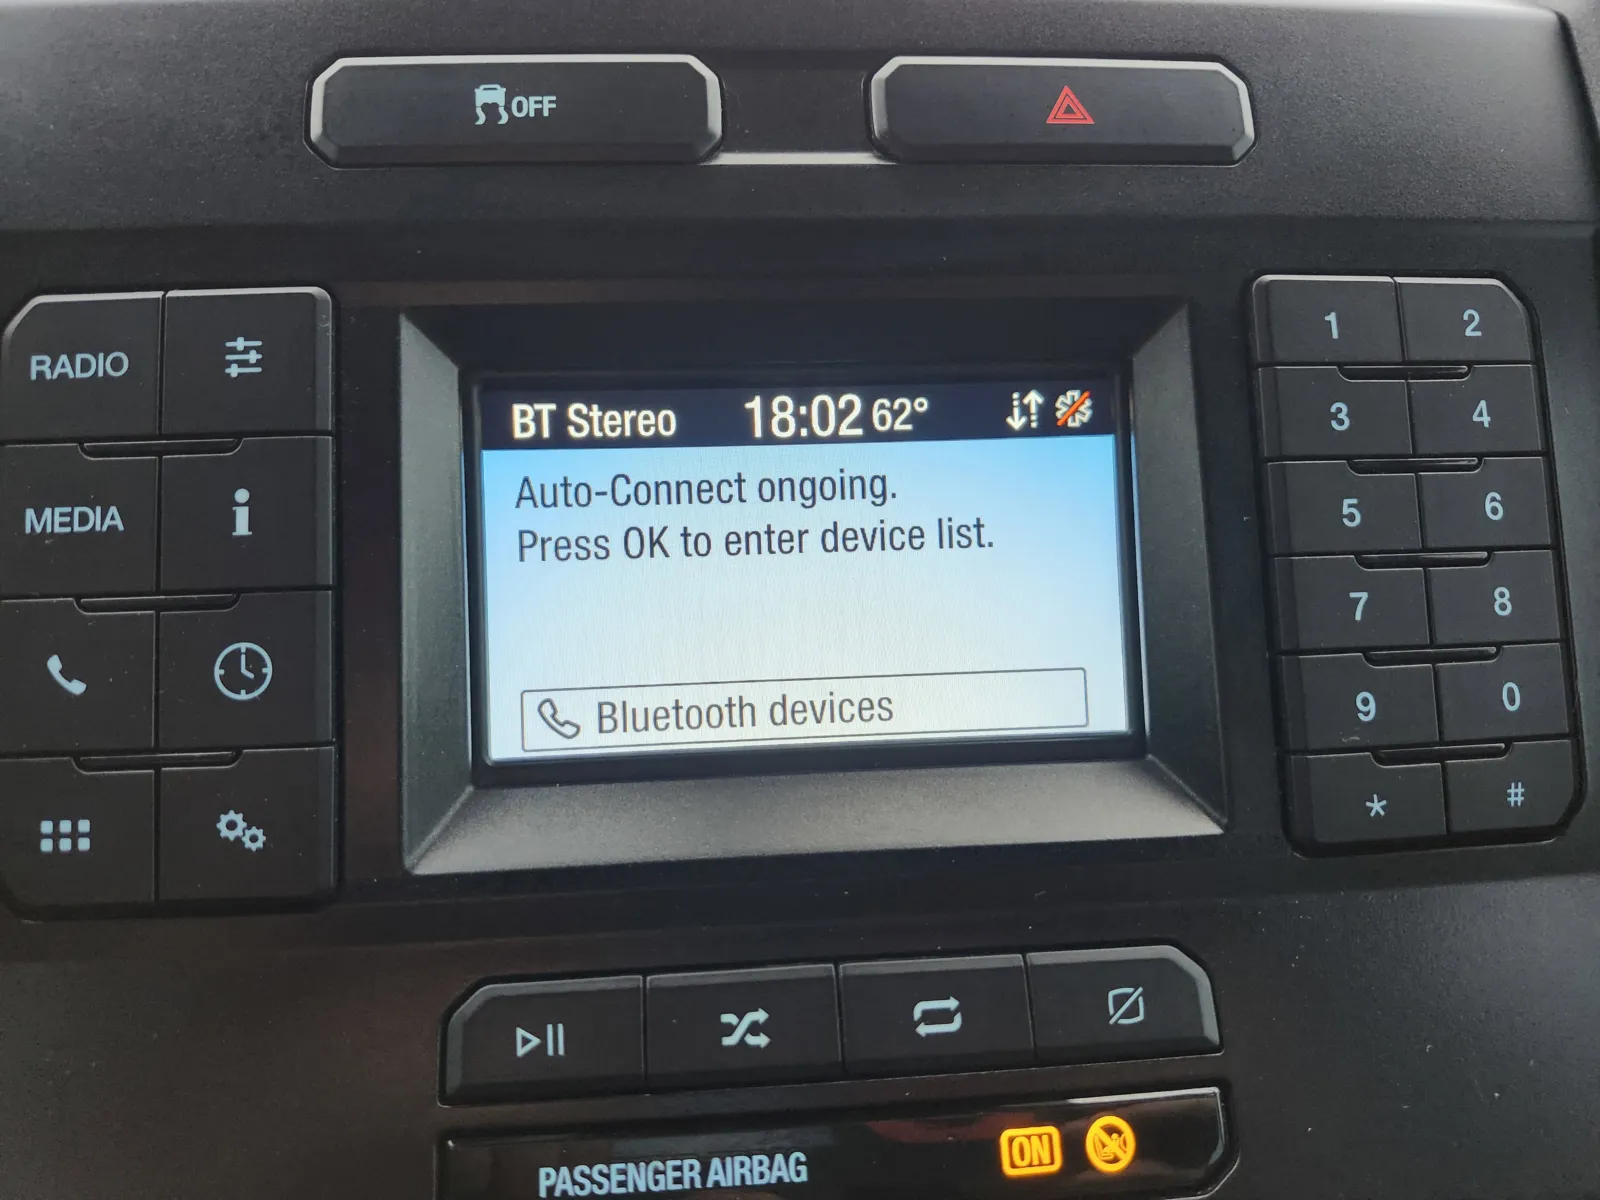 OFF
RADIO
MEDIA
BT Stereo 18:02 62°
Auto-Connect ongoing.
Press OK to enter device list.
Bluetooth devices
1 2
3 4
5 6
7 8
9 0
* #
PASSENGER AIRBAG ON